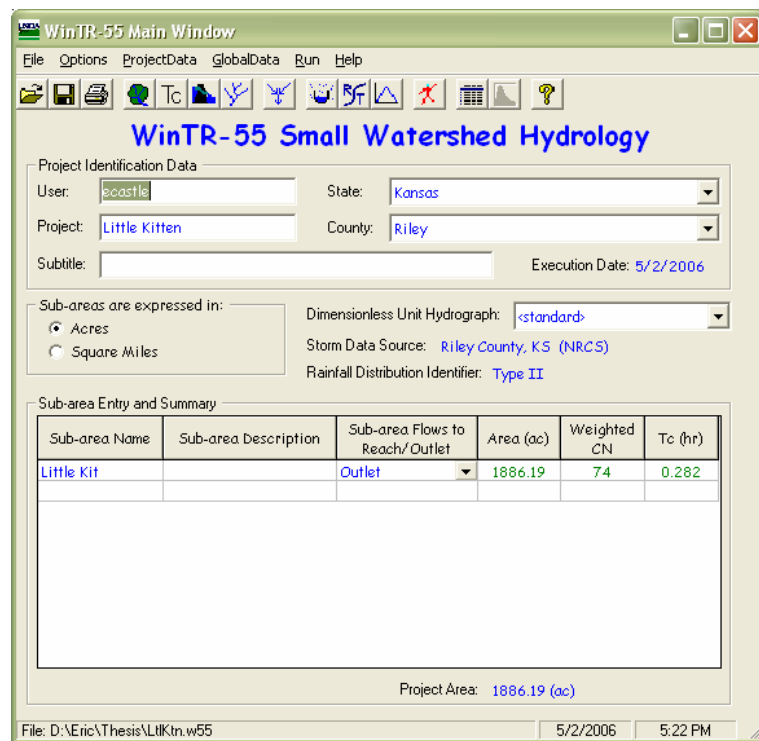 WinTR-55 Main Window
File Options ProjectData GlobalData Run Help
WinTR-55 Small Watershed Hydrology
Project Identification Data
User: ecastle State: Kansas
Project: Little Kitten County: Riley
Subtitle: Execution Date: 5/2/2006
Sub-areas are expressed in:
Acres
Square Miles
Dimensionless Unit Hydrograph: <standard>
Storm Data Source: Riley County, KS (NRCS)
Rainfall Distribution Identifier: Type II
Sub-area Entry and Summary
Sub-area Name Sub-area Description Sub-area Flows to Reach/Outlet Area (ac) Weighted CN Tc (hr)
Little Kit Outlet 1886.19 74 0.282
Project Area: 1886.19 (ac)
File: D:\Eric\Thesis\LtlKtn.w55 5/2/2006 5:22 PM